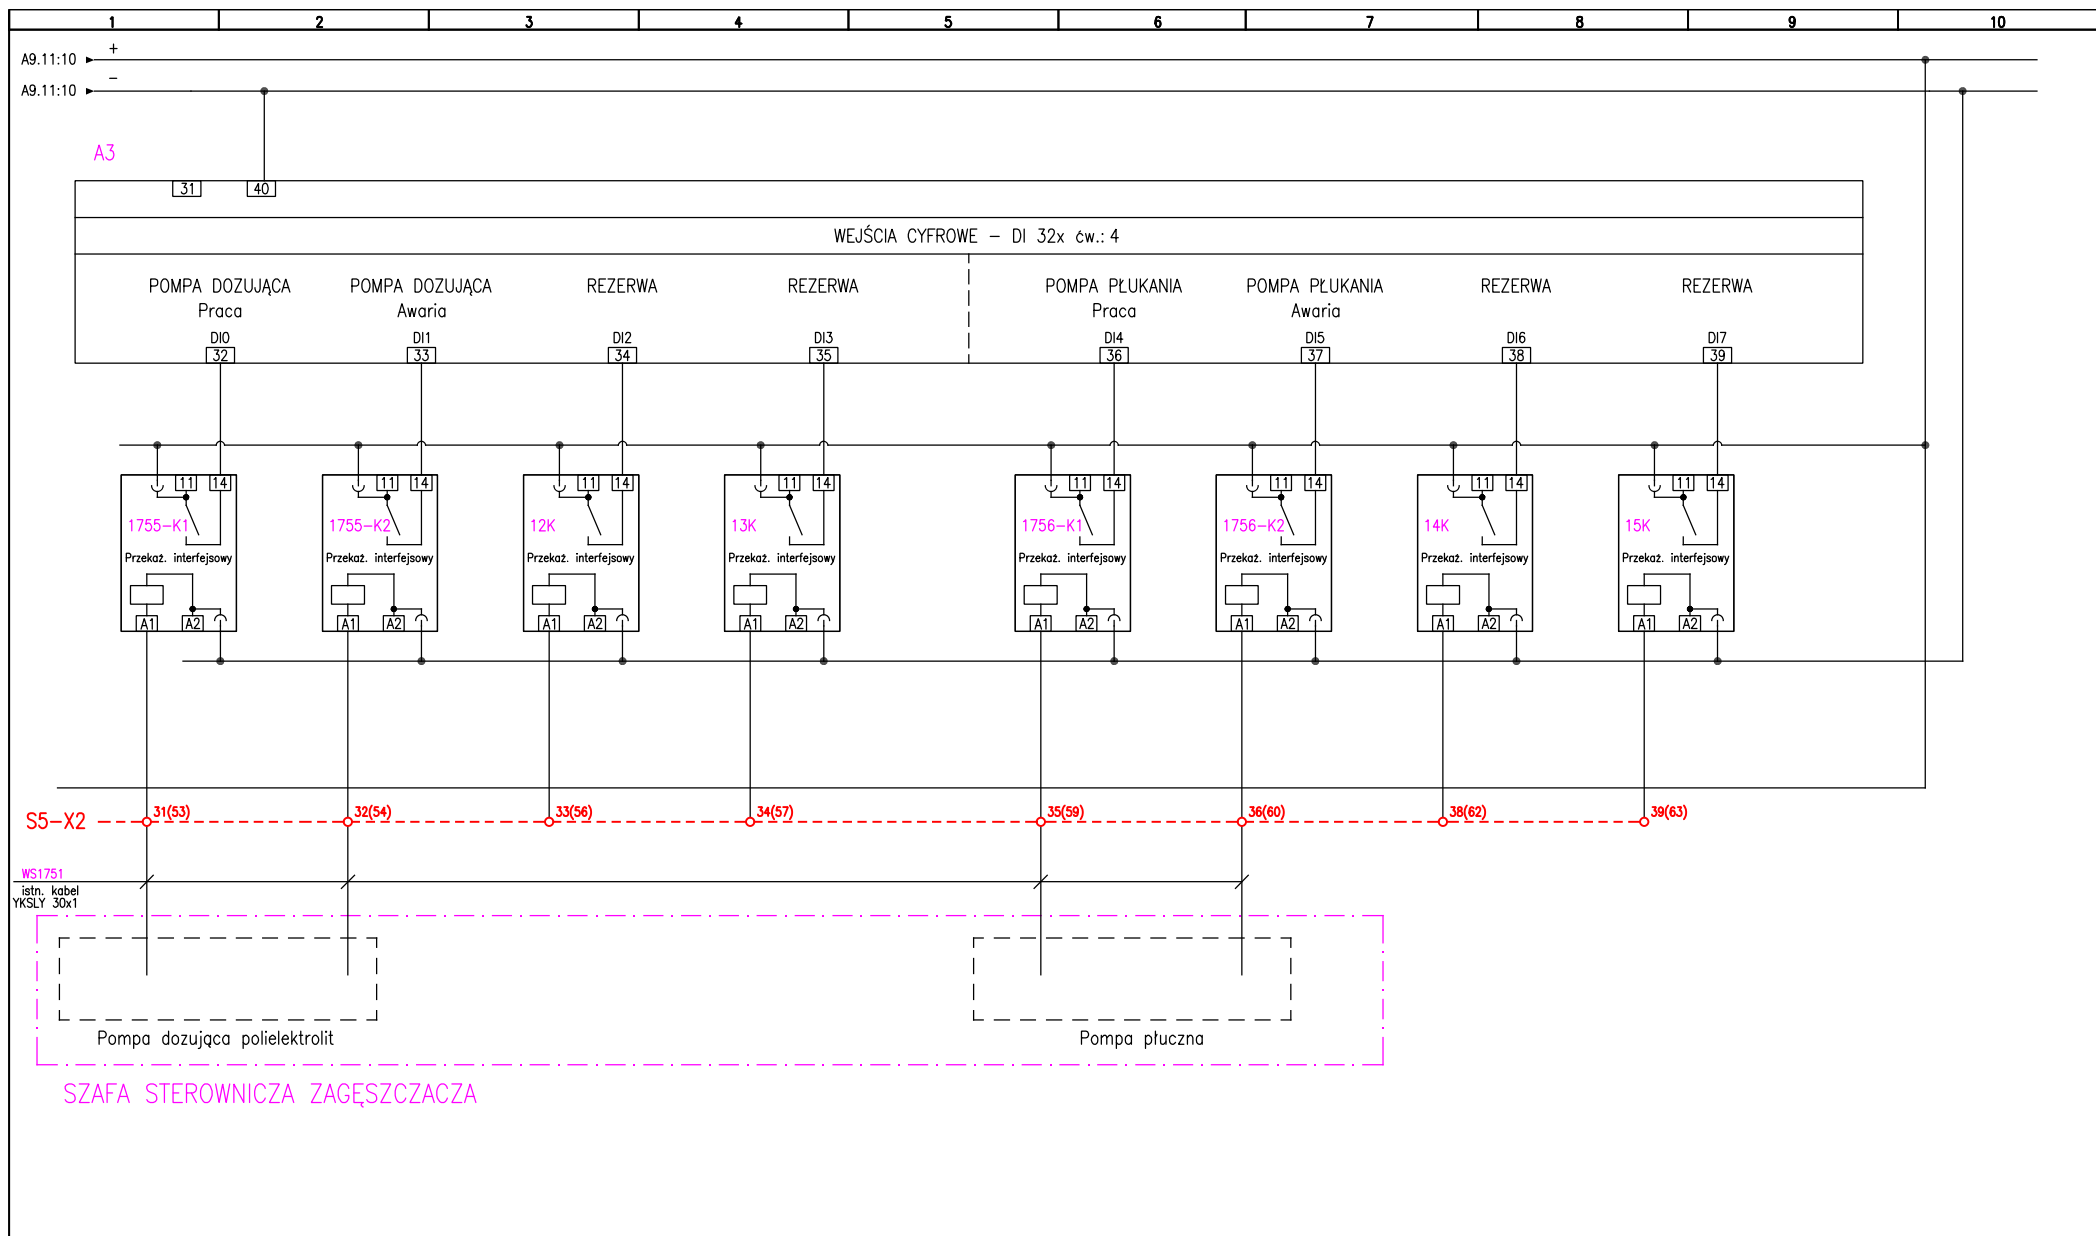 1 2 3 4 5 6 7 8 9 10
+
A9.11:10
−
A9.11:10
A3
31 40
WEJŚCIA CYFROWE − DI 32x ćw.: 4
POMPA DOZUJĄCA POMPA DOZUJĄCA REZERWA REZERWA POMPA PŁUKANIA POMPA PŁUKANIA REZERWA REZERWA
Praca Awaria Praca Awaria
DI0 DI1 DI2 DI3 DI4 DI5 DI6 DI7
32 33 34 35 36 37 38 39
11 14 11 14 11 14 11 14 11 14 11 14 11 14 11 14
1755−K1 1755−K2 12K 13K 1756−K1 1756−K2 14K 15K
Przekaź. interfejsowy Przekaź. interfejsowy Przekaź. interfejsowy Przekaź. interfejsowy Przekaź. interfejsowy Przekaź. interfejsowy Przekaź. interfejsowy Przekaź. interfejsowy
A1 A2 A1 A2 A1 A2 A1 A2 A1 A2 A1 A2 A1 A2 A1 A2
31(53) 32(54) 33(56) 34(57) 35(59) 36(60) 38(62) 39(63)
S5−X2
WS1751
istn. kabel
YKSLY 30x1
Pompa dozująca polielektrolit Pompa płuczna
SZAFA STEROWNICZA ZAGĘSZCZACZA